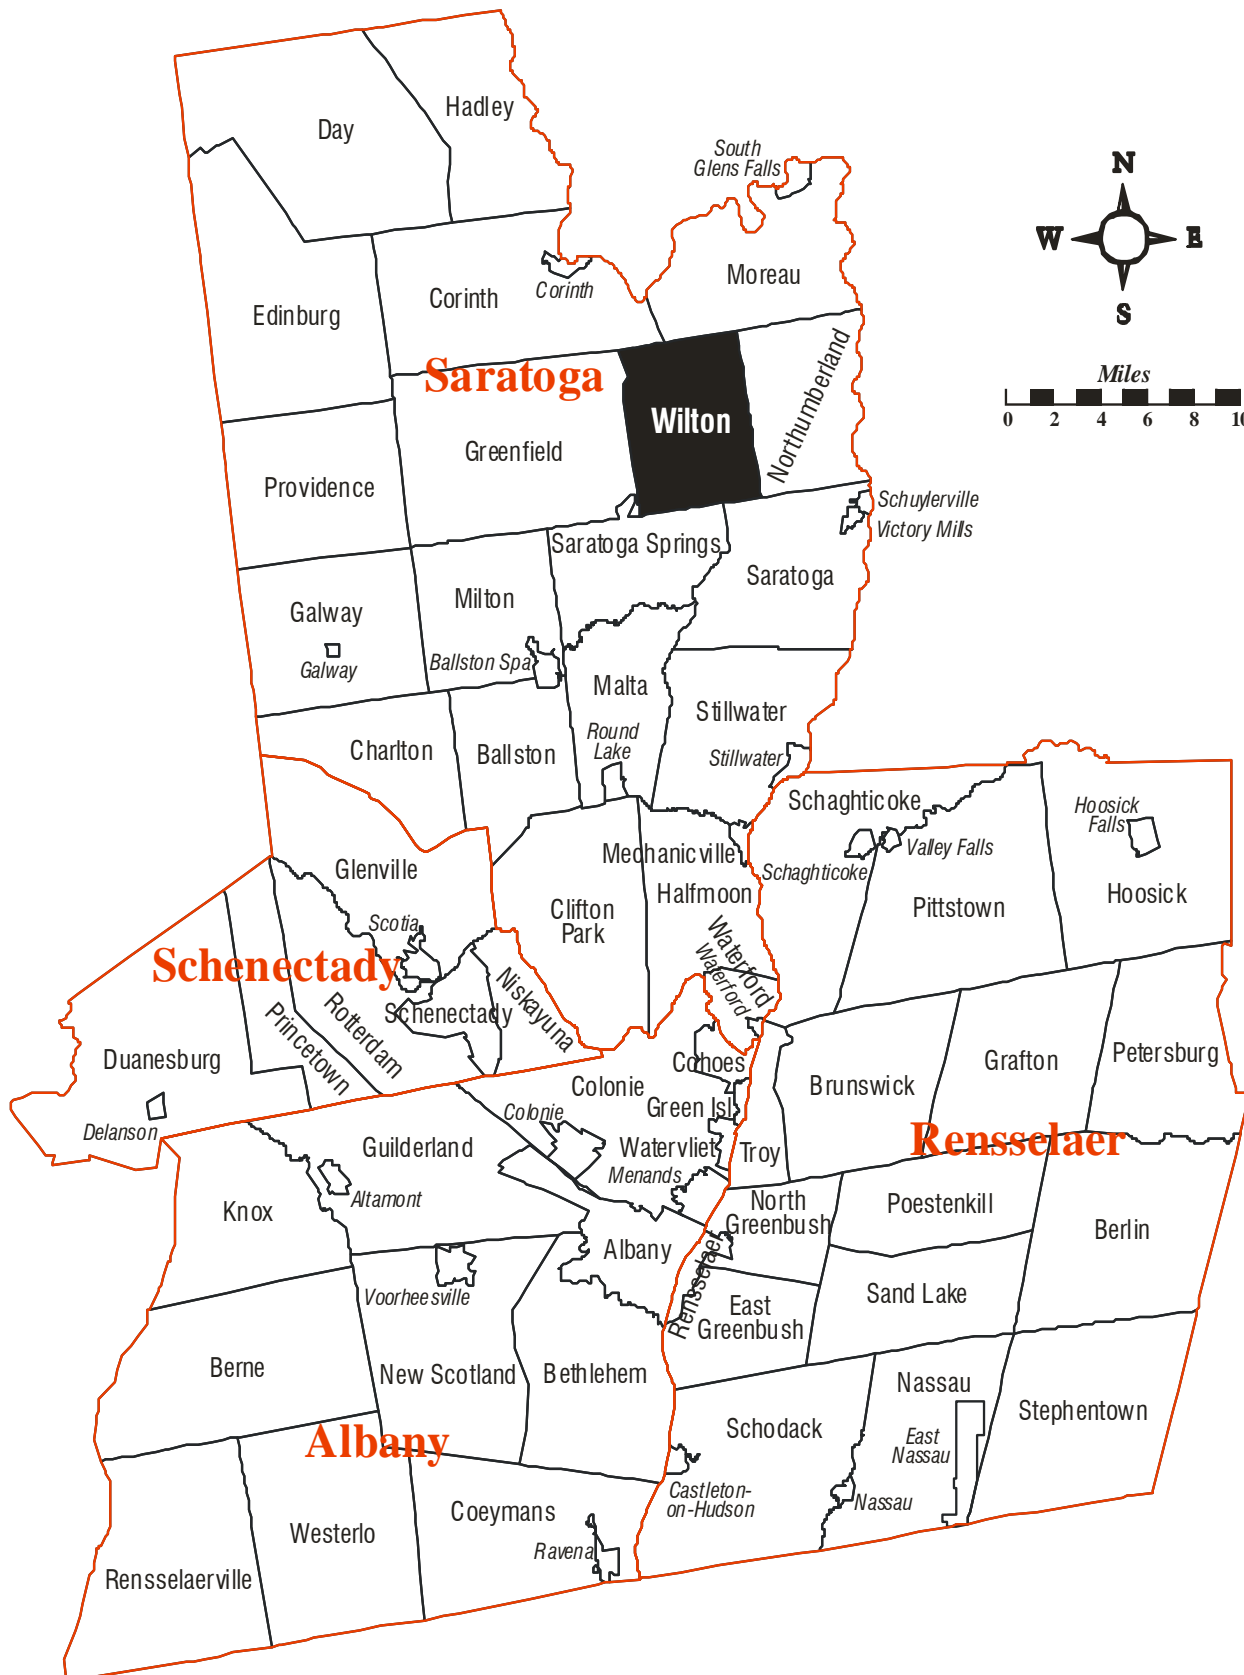 Hadley
Day
South
Glens Falls
N
W
E
S
Moreau
Corinth
Corinth
Edinburg
Miles
0 2 4 6 8 10
Saratoga
Wilton
Northumberland
Greenfield
Providence
Schuylerville
Victory Mills
Saratoga Springs
Saratoga
Milton
Galway
Galway
Ballston Spa
Malta
Stillwater
Round
Lake
Stillwater
Charlton
Ballston
Schaghticoke
Hoosick
Falls
Mechanicville
Schaghticoke
Valley Falls
Glenville
Halfmoon
Hoosick
Clifton
Park
Pittstown
Scotia
Waterford
Waterford
Schenectady
Niskayuna
Schenectady
Rotterdam
Princetown
Duanesburg
Cohoes
Grafton
Petersburg
Colonie
Brunswick
Green Isl
Colonie
Delanson
Guilderland
Watervliet
Troy
Rensselaer
Menands
Altamont
North
Greenbush
Poestenkill
Knox
Berlin
Albany
Rensselaer
Voorheesville
Sand Lake
East
Greenbush
Berne
New Scotland
Bethlehem
Nassau
Stephentown
Schodack
Albany
East
Nassau
Castleton-
on-Hudson
Nassau
Coeymans
Westerlo
Ravena
Rensselaerville